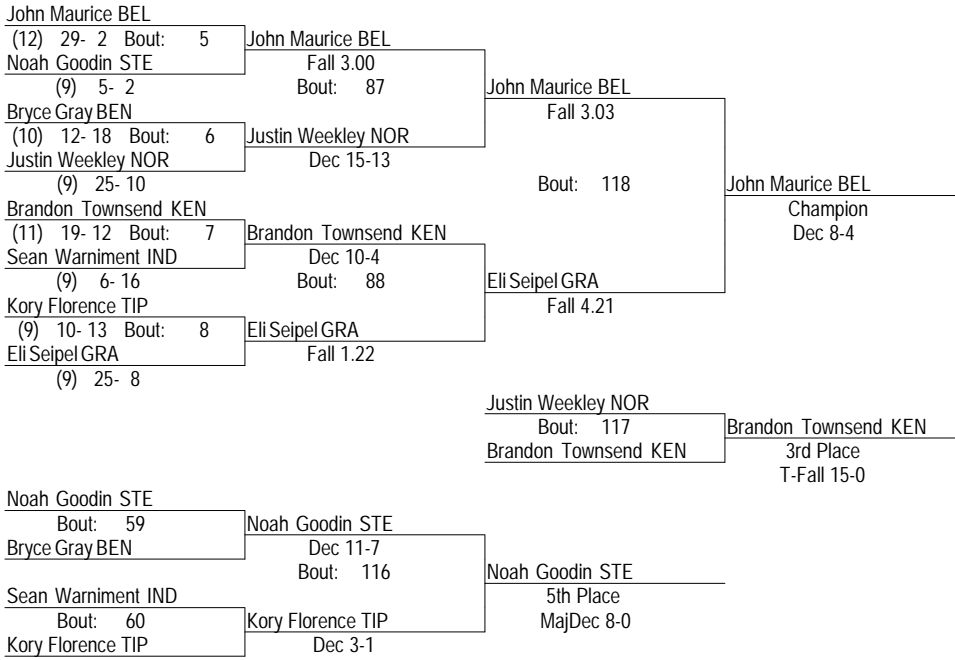 John Maurice BEL
(12) 29- 2 Bout: 5 John Maurice BEL
Noah Goodin STE Fall 3.00
(9) 5- 2 Bout: 87 John Maurice BEL
Bryce Gray BEN Fall 3.03
(10) 12- 18 Bout: 6 Justin Weekley NOR
Justin Weekley NOR Dec 15-13
(9) 25- 10 Bout: 118 John Maurice BEL
Brandon Townsend KEN Champion
(11) 19- 12 Bout: 7 Brandon Townsend KEN Dec 8-4
Sean Warniment IND Dec 10-4
(9) 6- 16 Bout: 88 Eli Seipel GRA
Kory Florence TIP Fall 4.21
(9) 10- 13 Bout: 8 Eli Seipel GRA
Eli Seipel GRA Fall 1.22
(9) 25- 8
Justin Weekley NOR
Bout: 117 Brandon Townsend KEN
Brandon Townsend KEN 3rd Place
T-Fall 15-0
Noah Goodin STE
Bout: 59 Noah Goodin STE
Bryce Gray BEN Dec 11-7
Bout: 116 Noah Goodin STE
Sean Warniment IND 5th Place
Bout: 60 Kory Florence TIP MajDec 8-0
Kory Florence TIP Dec 3-1